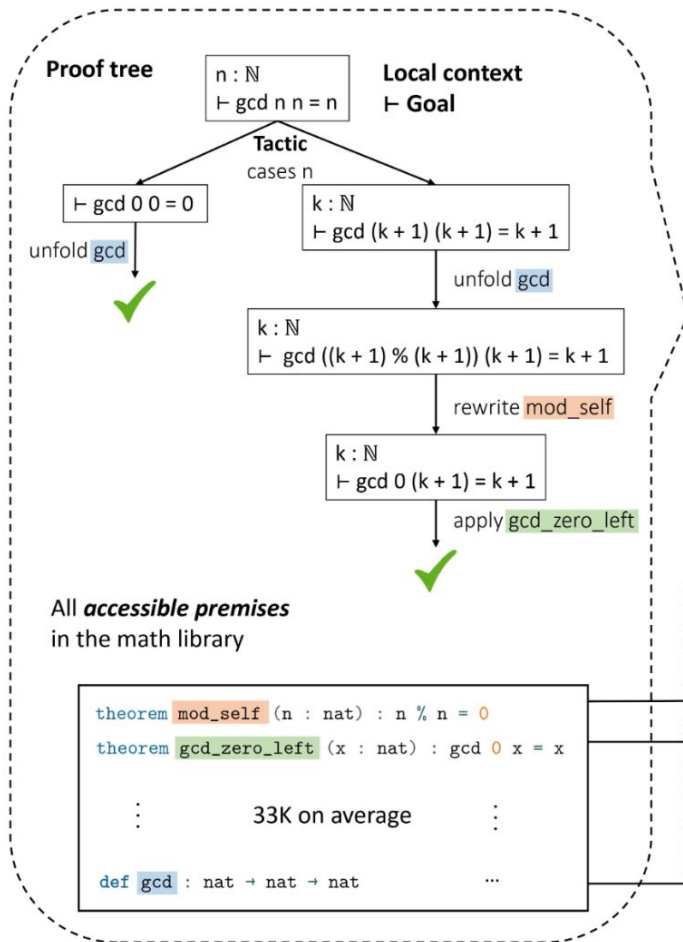 Proof tree
n : ℕ
⊢ gcd n n = n
Local context
⊢ Goal
Tactic
cases n
⊢ gcd 0 0 = 0
k : ℕ
⊢ gcd (k + 1) (k + 1) = k + 1
unfold gcd
unfold gcd
k : ℕ
⊢ gcd ((k + 1) % (k + 1)) (k + 1) = k + 1
rewrite mod_self
k : ℕ
⊢ gcd 0 (k + 1) = k + 1
apply gcd_zero_left
All accessible premises
in the math library
theorem mod_self (n : nat) : n % n = 0
theorem gcd_zero_left (x : nat) : gcd 0 x = x
⋮ 33K on average ⋮
def gcd : nat → nat → nat ...